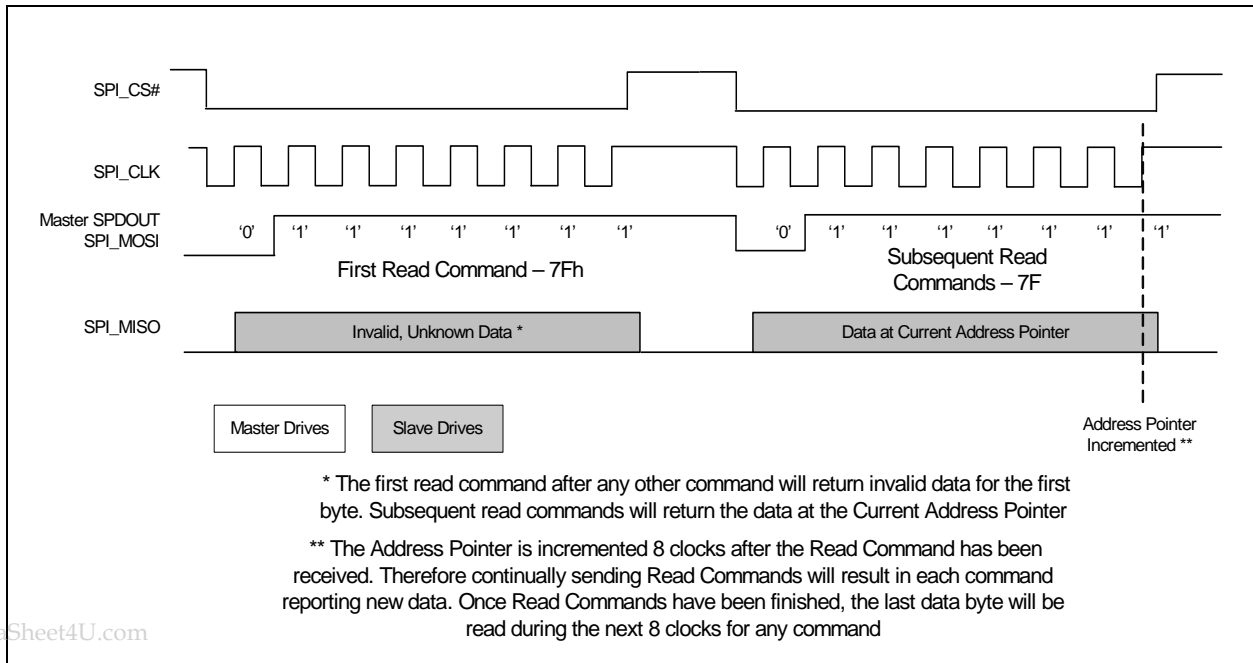 SPI_CS#
SPI_CLK
Master SPDOUT
SPI_MOSI
‘0’ ‘1’ ‘1’ ‘1’ ‘1’ ‘1’ ‘1’ ‘1’ ‘0’ ‘1’ ‘1’ ‘1’ ‘1’ ‘1’ ‘1’ ‘1’
First Read Command – 7Fh
Subsequent Read
Commands – 7F
SPI_MISO
Invalid, Unknown Data *
Data at Current Address Pointer
Master Drives
Slave Drives
Address Pointer
Incremented **
* The first read command after any other command will return invalid data for the first
byte. Subsequent read commands will return the data at the Current Address Pointer
** The Address Pointer is incremented 8 clocks after the Read Command has been
received. Therefore continually sending Read Commands will result in each command
reporting new data. Once Read Commands have been finished, the last data byte will be
read during the next 8 clocks for any command
aSheet4U.com